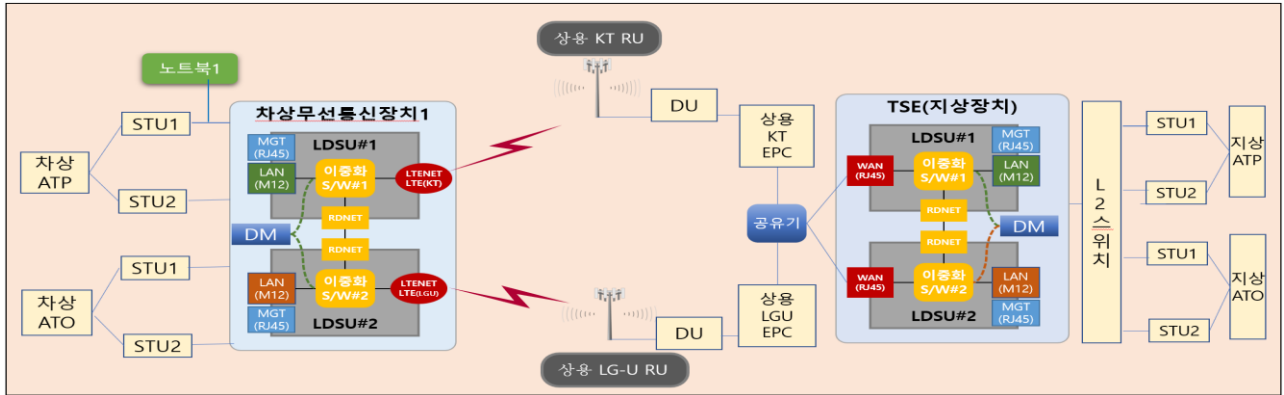 노트북1
차상
ATP
STU1
STU2
차상
ATO
STU1
STU2
차상무선통신장치1
LDSU#1
MGT
(RJ45)
LAN
(M12)
이중화
S/W#1
LTENET
LTE(KT)
RDNET
DM
RDNET
LAN
(M12)
이중화
S/W#2
LTENET
LTE(LGU)
MGT
(RJ45)
LDSU#2
상용 KT RU
DU
상용
KT
EPC
공유기
상용
LGU
EPC
DU
상용 LG-U RU
TSE(지상장치)
LDSU#1
WAN
(RJ45)
이중화
S/W#1
MGT
(RJ45)
LAN
(M12)
RDNET
DM
RDNET
WAN
(RJ45)
이중화
S/W#2
LAN
(M12)
MGT
(RJ45)
LDSU#2
L
2
스
위
치
STU1
STU2
지상
ATP
STU1
STU2
지상
ATO